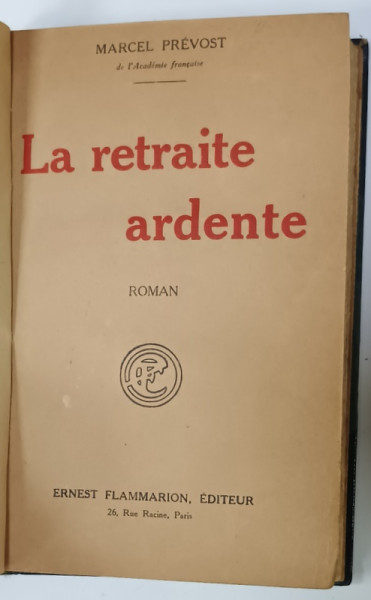 MARCEL PRÉVOST
de l'Académie française
La retraite
ardente
ROMAN
ERNEST FLAMMARION, ÉDITEUR
26, Rue Racine, Paris